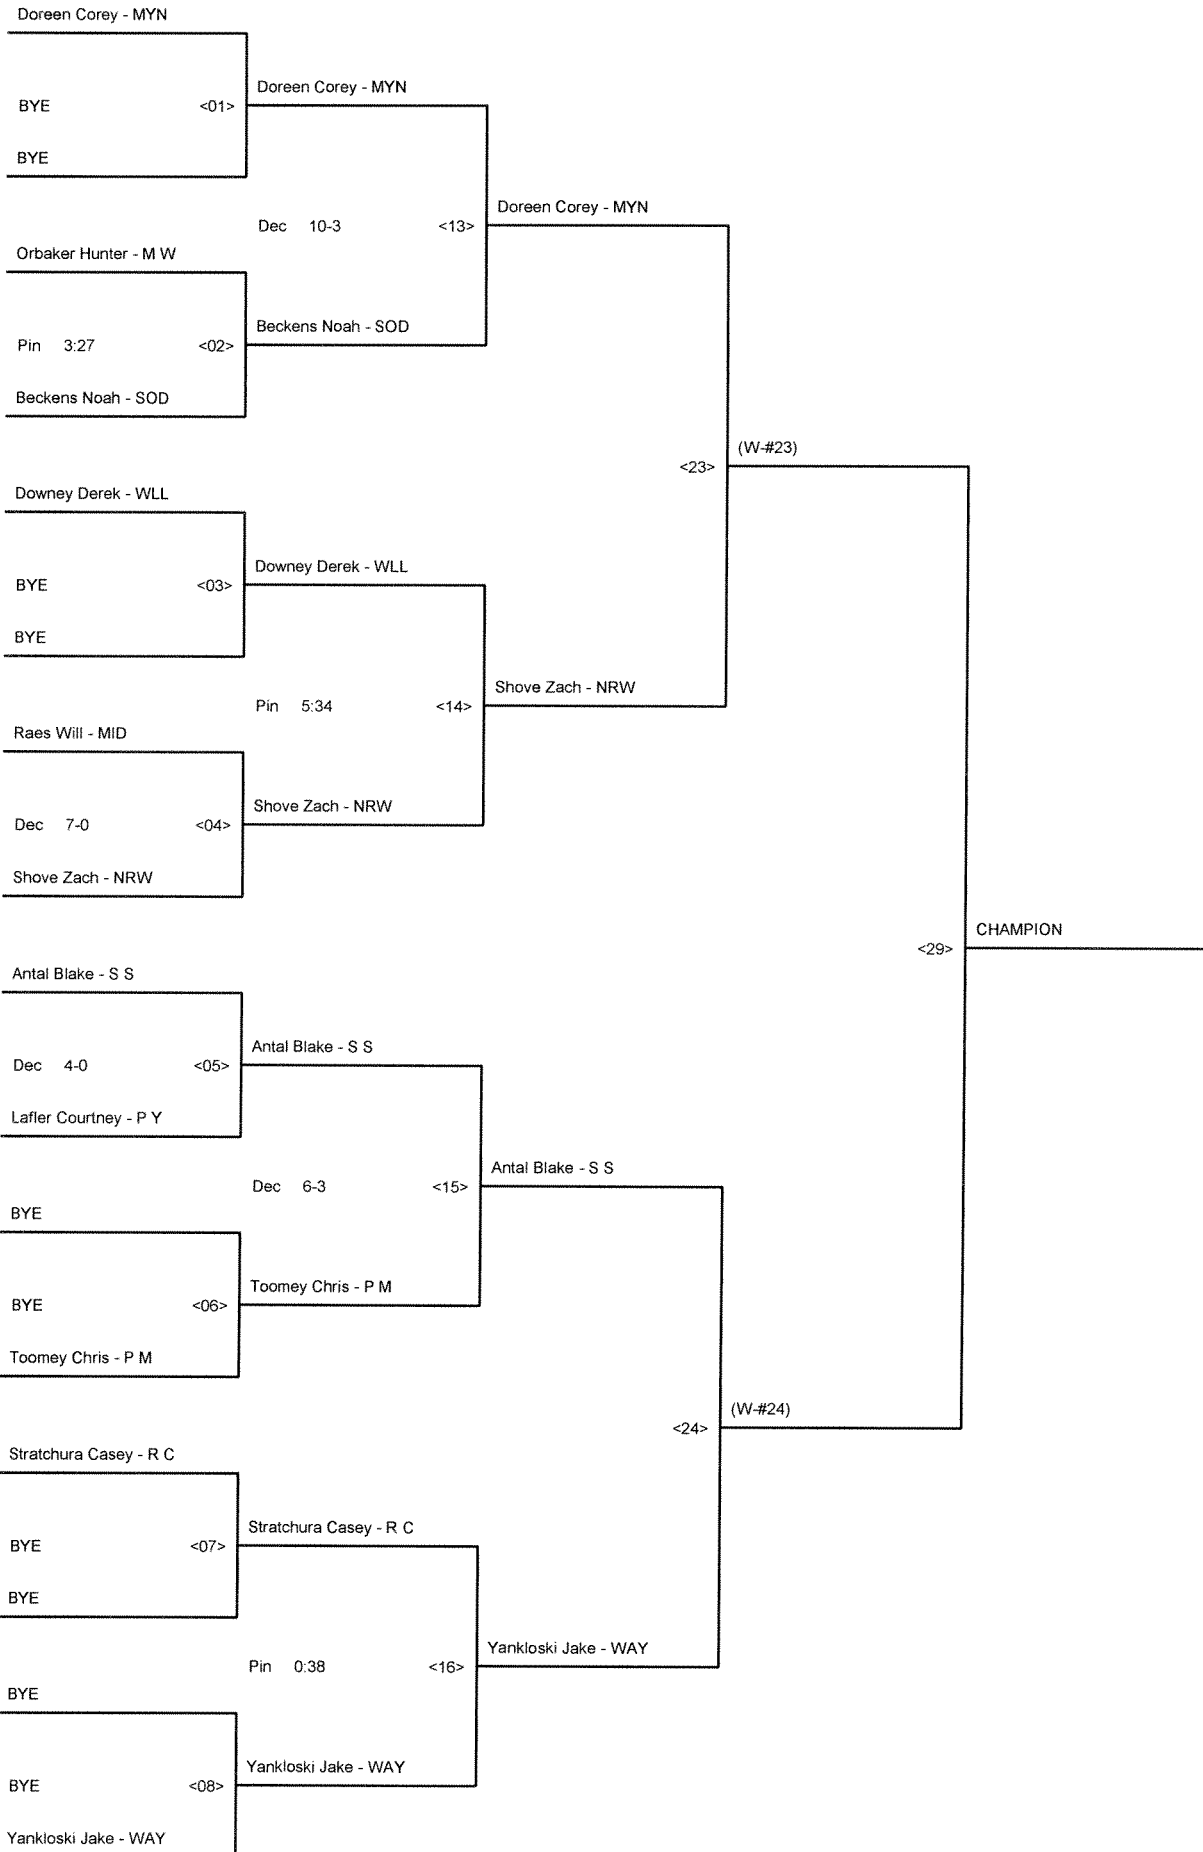 Doreen Corey - MYN
Doreen Corey - MYN
BYE <01>
BYE
Doreen Corey - MYN
Dec 10-3 <13>
Orbaker Hunter - M W
Beckens Noah - SOD
Pin 3:27 <02>
Beckens Noah - SOD
(W-#23)
<23>
Downey Derek - WLL
Downey Derek - WLL
BYE <03>
BYE
Shove Zach - NRW
Pin 5:34 <14>
Raes Will - MID
Shove Zach - NRW
Dec 7-0 <04>
Shove Zach - NRW
CHAMPION
<29>
Antal Blake - S S
Antal Blake - S S
Dec 4-0 <05>
Lafler Courtney - P Y
Antal Blake - S S
Dec 6-3 <15>
BYE
Toomey Chris - P M
BYE <06>
Toomey Chris - P M
(W-#24)
<24>
Stratchura Casey - R C
Stratchura Casey - R C
BYE <07>
BYE
Yankloski Jake - WAY
Pin 0:38 <16>
BYE
Yankloski Jake - WAY
BYE <08>
Yankloski Jake - WAY